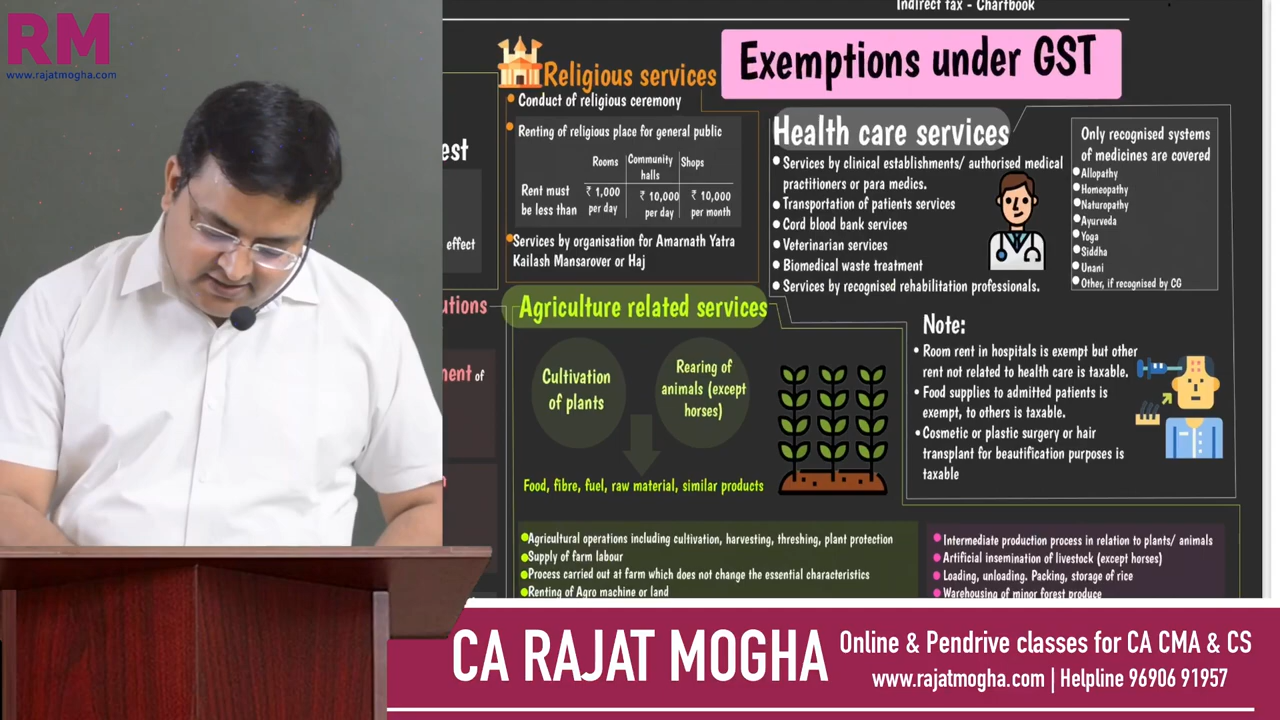 RM
www.rajatmogha.com
Indirect tax - Chartbook
Exemptions under GST
est
effect
utions
ment of
Religious services
Conduct of religious ceremony
Renting of religious place for general public
Rooms Community halls Shops
Rent must be less than
₹ 1,000 per day
₹ 10,000 per day
₹ 10,000 per month
Services by organisation for Amarnath Yatra
Kailash Mansarover or Haj
Health care services
Services by clinical establishments/ authorised medical
practitioners or para medics.
Transportation of patients services
Cord blood bank services
Veterinarian services
Biomedical waste treatment
Services by recognised rehabilitation professionals.
Only recognised systems
of medicines are covered
Allopathy
Homeopathy
Naturopathy
Ayurveda
Yoga
Siddha
Unani
Other, if recognised by CG
Note:
Room rent in hospitals is exempt but other
rent not related to health care is taxable.
Food supplies to admitted patients is
exempt, to others is taxable.
Cosmetic or plastic surgery or hair
transplant for beautification purposes is
taxable
Agriculture related services
Cultivation
of plants
Rearing of
animals (except
horses)
Food, fibre, fuel, raw material, similar products
Agricultural operations including cultivation, harvesting, threshing, plant protection
Supply of farm labour
Process carried out at farm which does not change the essential characteristics
Renting of Agro machine or land
Intermediate production process in relation to plants/ animals
Artificial insemination of livestock (except horses)
Loading, unloading. Packing, storage of rice
Warehousing of minor forest produce
CA RAJAT MOGHA
Online & Pendrive classes for CA CMA & CS
www.rajatmogha.com | Helpline 96906 91957